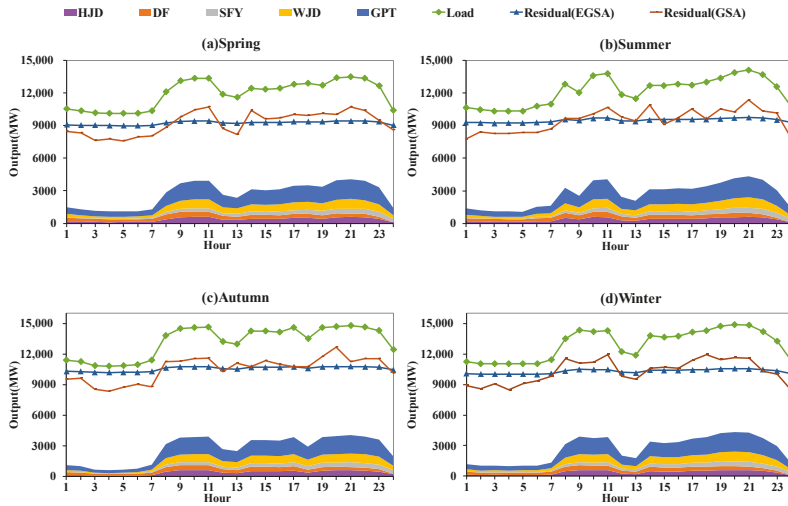 HJD DF SFY WJD GPT Load Residual(EGSA) Residual(GSA)
(a)Spring
Output(MW)
15,000
12,000
9000
6000
3000
0
1 3 5 7 9 11 13 15 17 19 21 23
Hour
(b)Summer
Output(MW)
15,000
12,000
9000
6000
3000
0
1 3 5 7 9 11 13 15 17 19 21 23
Hour
(c)Autumn
Output(MW)
15,000
12,000
9000
6000
3000
0
1 3 5 7 9 11 13 15 17 19 21 23
Hour
(d)Winter
Output(MW)
15,000
12,000
9000
6000
3000
0
1 3 5 7 9 11 13 15 17 19 21 23
Hour